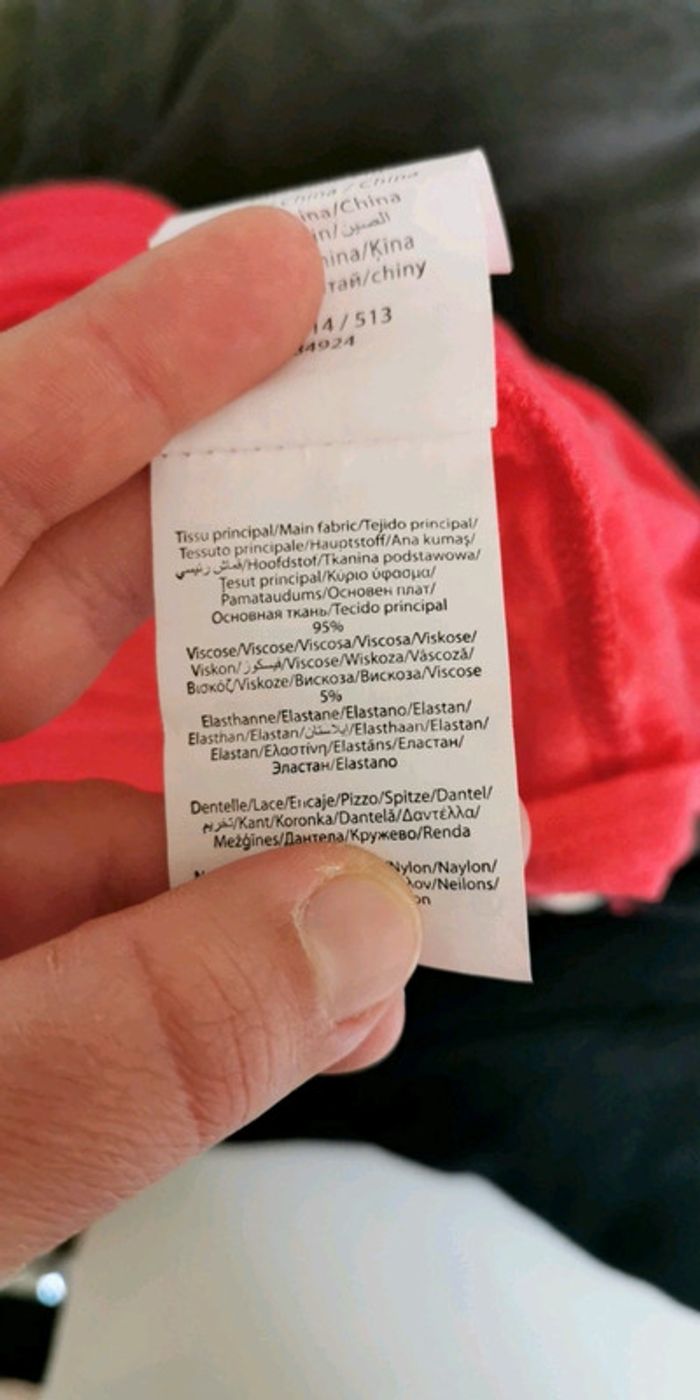 China / China
ina/China
in/الصين
hina/Ķina
тай/chiny
14 / 513
34924
Tissu principal/Main fabric/Tejido principal/
Tessuto principale/Hauptstoff/Ana kumaş/
قماش رئيسي/Hoofdstof/Tkanina podstawowa/
Țesut principal/Κύριο ύφασμα/
Pamataudums/Основен плат/
Основная ткань/Tecido principal
95%
Viscose/Viscose/Viscosa/Viscosa/Viskose/
Viskon/فيسكوز/Viscose/Wiskoza/Vâscoză/
Βισκόζ/Viskoze/Вискоза/Вискоза/Viscose
5%
Elasthanne/Elastane/Elastano/Elastan/
Elasthan/Elastan/إيلاستان/Elasthaan/Elastan/
Elastan/Ελαστίνη/Elastāns/Еластан/
Эластан/Elastano
Dentelle/Lace/Encaje/Pizzo/Spitze/Dantel/
تخريم/Kant/Koronka/Dantelă/Δαντέλλα/
Mežģīnes/Дантела/Кружево/Renda
Nylon/Naylon/
λον/Neilons/
on